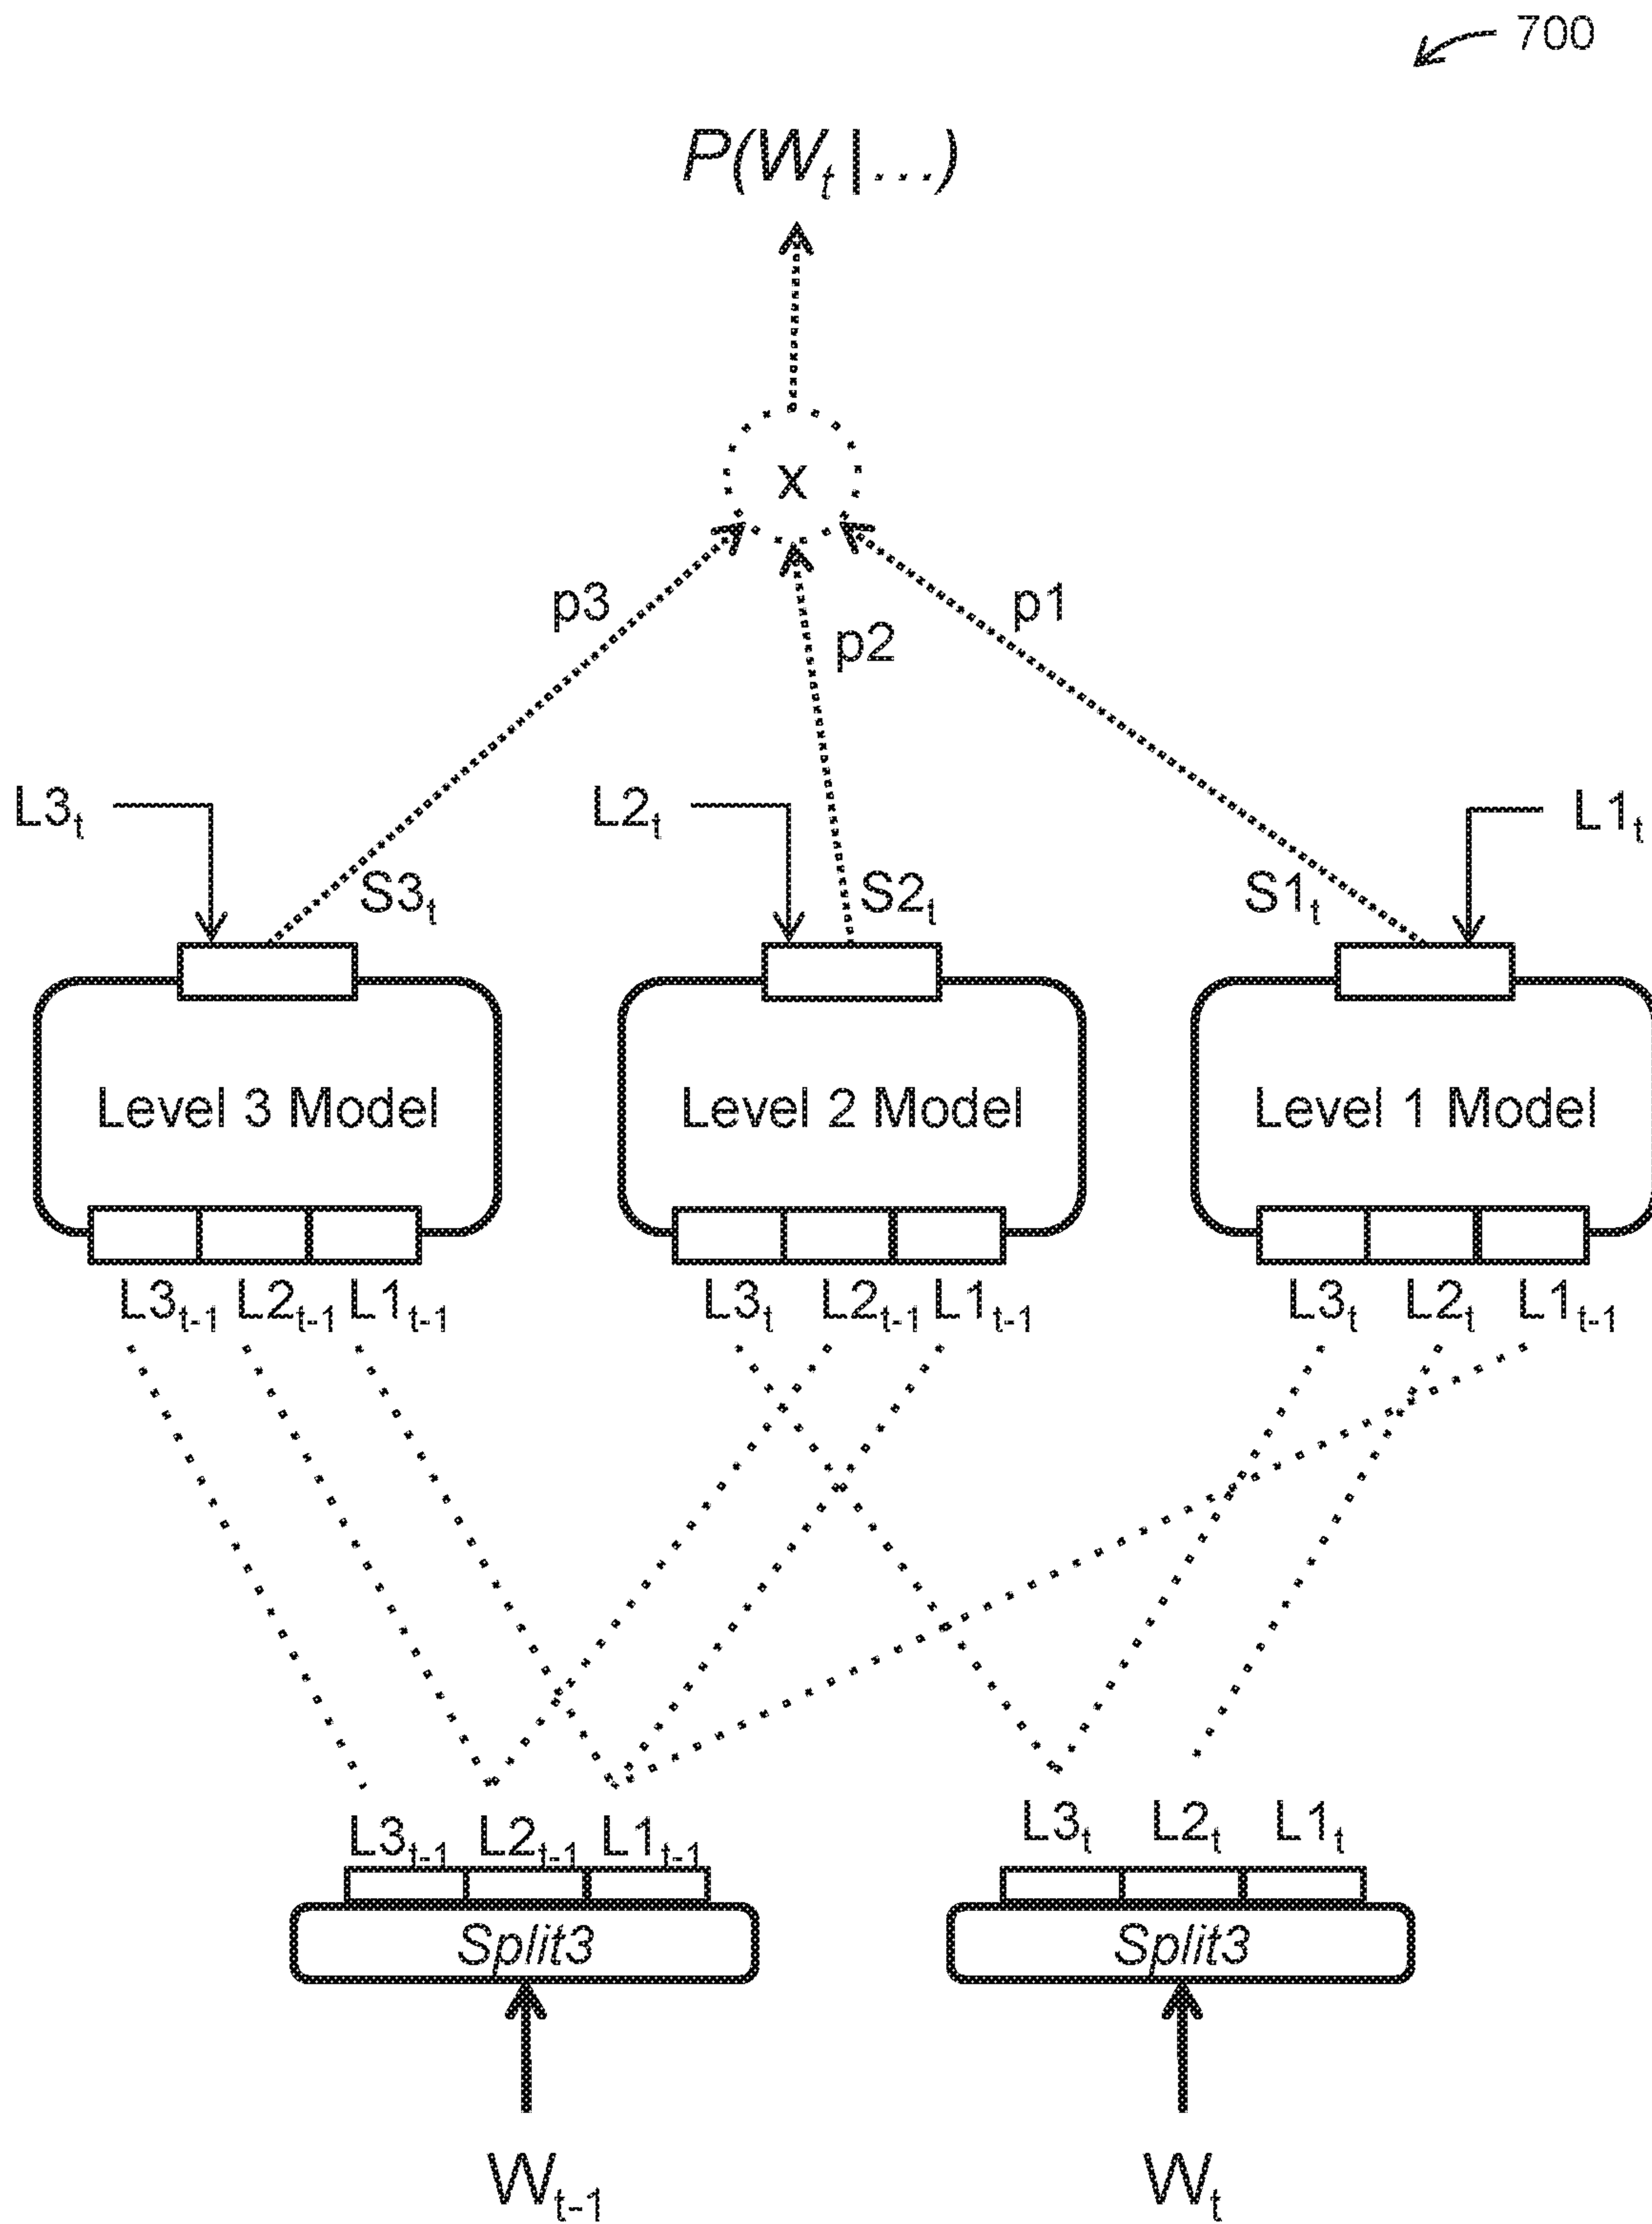 700
P(Wₜ|...)
x
p3 p2 p1
L3ₜ L2ₜ L1ₜ
S3ₜ S2ₜ S1ₜ
Level 3 Model Level 2 Model Level 1 Model
L3ₜ₋₁ L2ₜ₋₁ L1ₜ₋₁ L3ₜ L2ₜ₋₁ L1ₜ₋₁ L3ₜ L2ₜ L1ₜ₋₁
L3ₜ₋₁ L2ₜ₋₁ L1ₜ₋₁ L3ₜ L2ₜ L1ₜ
Split3 Split3
Wₜ₋₁ Wₜ